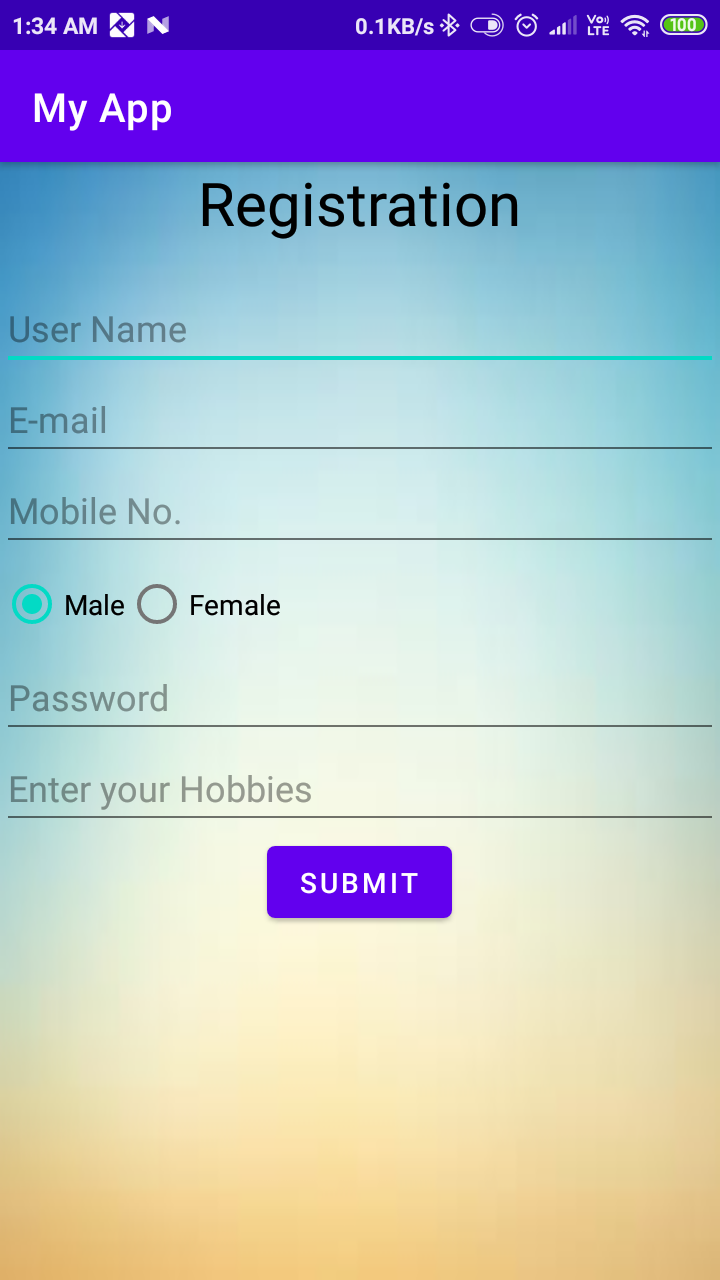 1:34 AM 0.1KB/s Vo LTE 100
My App
Registration
User Name
E-mail
Mobile No.
Male Female
Password
Enter your Hobbies
SUBMIT